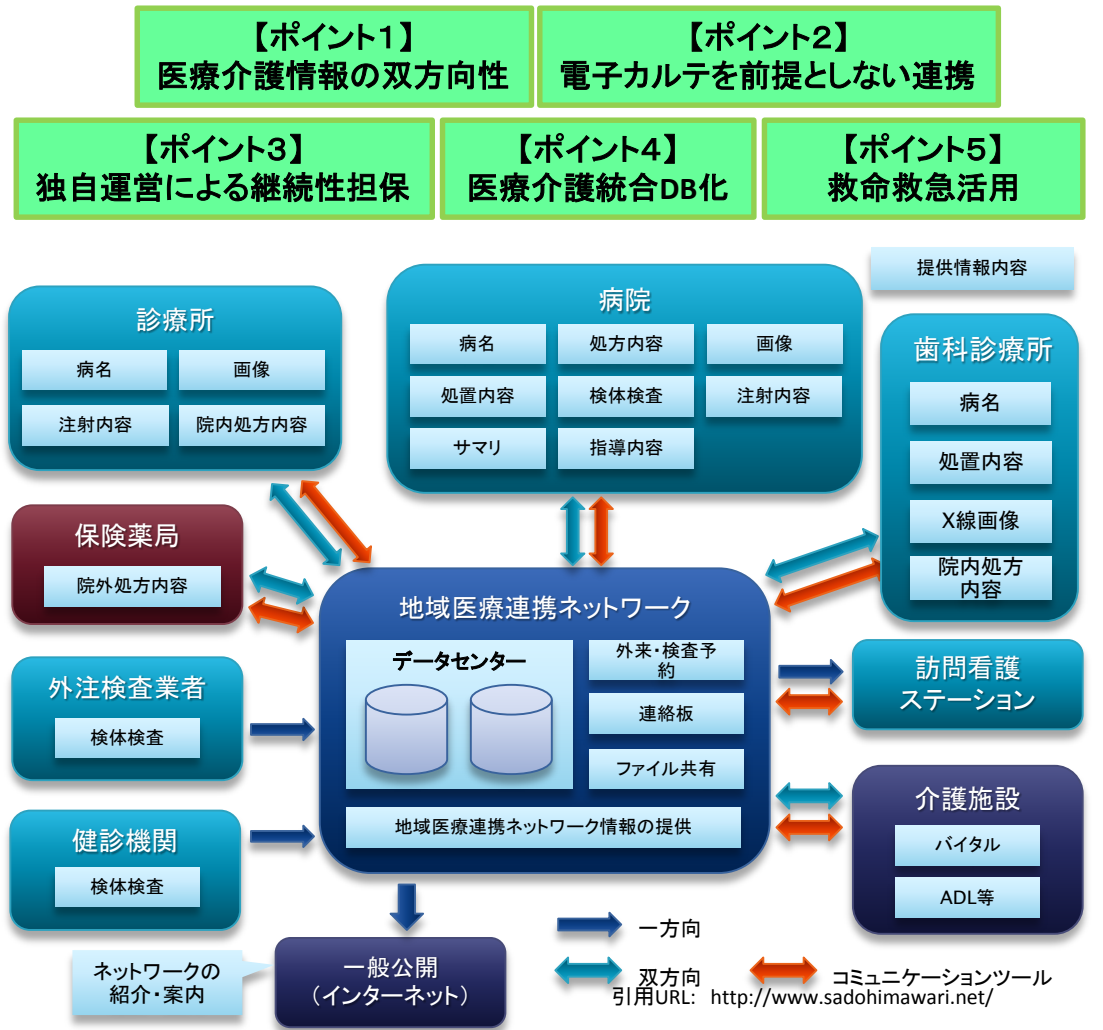 【ポイント1】
医療介護情報の双方向性
【ポイント2】
電子カルテを前提としない連携
【ポイント3】
独自運営による継続性担保
【ポイント4】
医療介護統合DB化
【ポイント5】
救命救急活用
提供情報内容
診療所
病名
画像
注射内容
院内処方内容
病院
病名
処方内容
画像
処置内容
検体検査
注射内容
サマリ
指導内容
歯科診療所
病名
処置内容
X線画像
院内処方
内容
保険薬局
院外処方内容
外注検査業者
検体検査
健診機関
検体検査
地域医療連携ネットワーク
データセンター
外来・検査予
約
連絡板
ファイル共有
地域医療連携ネットワーク情報の提供
訪問看護
ステーション
介護施設
バイタル
ADL等
ネットワークの
紹介・案内
一般公開
（インターネット）
一方向
双方向
コミュニケーションツール
引用URL: http://www.sadohimawari.net/